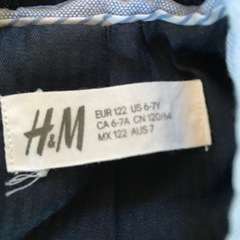 H&M
EUR 122 US 6-7Y
CA 6-7A CN 120/64
MX 122 AUS 7